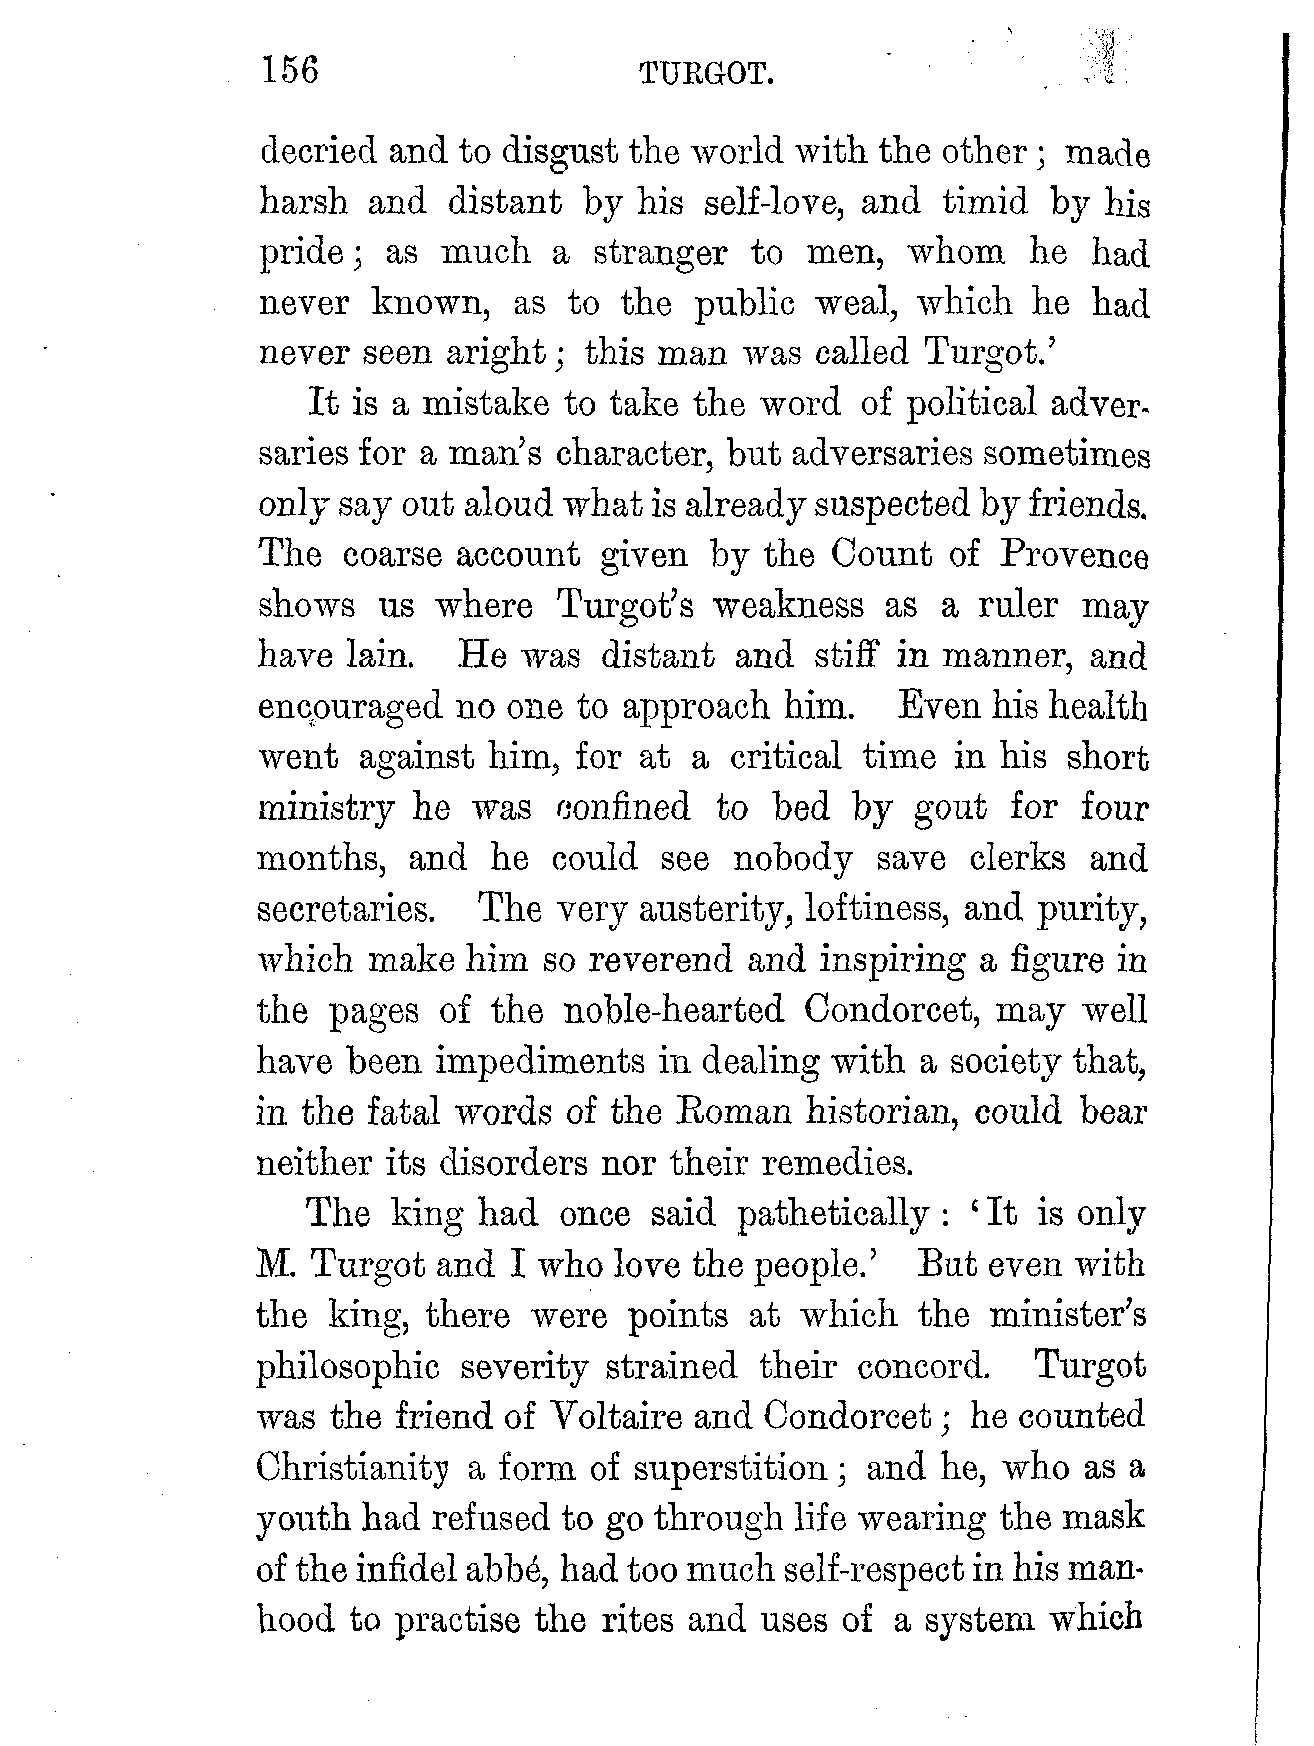 156 TURGOT.
decried and to disgust the world with the other; made
harsh and distant by his self-love, and timid by his
pride; as much a stranger to men, whom he had
never known, as to the public weal, which he had
never seen aright; this man was called Turgot.'
It is a mistake to take the word of political adver-
saries for a man's character, but adversaries sometimes
only say out aloud what is already suspected by friends.
The coarse account given by the Count of Provence
shows us where Turgot's weakness as a ruler may
have lain. He was distant and stiff in manner, and
encouraged no one to approach him. Even his health
went against him, for at a critical time in his short
ministry he was confined to bed by gout for four
months, and he could see nobody save clerks and
secretaries. The very austerity, loftiness, and purity,
which make him so reverend and inspiring a figure in
the pages of the noble-hearted Condorcet, may well
have been impediments in dealing with a society that,
in the fatal words of the Roman historian, could bear
neither its disorders nor their remedies.
The king had once said pathetically: 'It is only
M. Turgot and I who love the people.' But even with
the king, there were points at which the minister's
philosophic severity strained their concord. Turgot
was the friend of Voltaire and Condorcet; he counted
Christianity a form of superstition; and he, who as a
youth had refused to go through life wearing the mask
of the infidel abbé, had too much self-respect in his man-
hood to practise the rites and uses of a system which